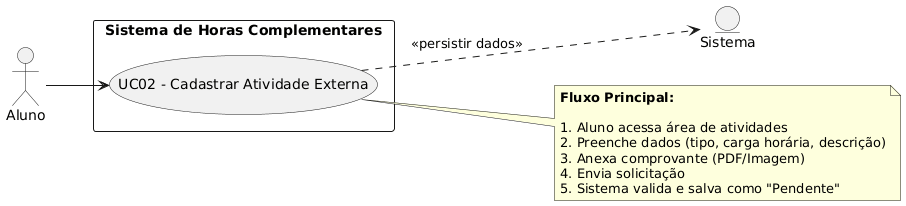 Sistema de Horas Complementares
Aluno
UC02 - Cadastrar Atividade Externa
«persistir dados»
Sistema
Fluxo Principal:
1. Aluno acessa área de atividades
2. Preenche dados (tipo, carga horária, descrição)
3. Anexa comprovante (PDF/Imagem)
4. Envia solicitação
5. Sistema valida e salva como "Pendente"